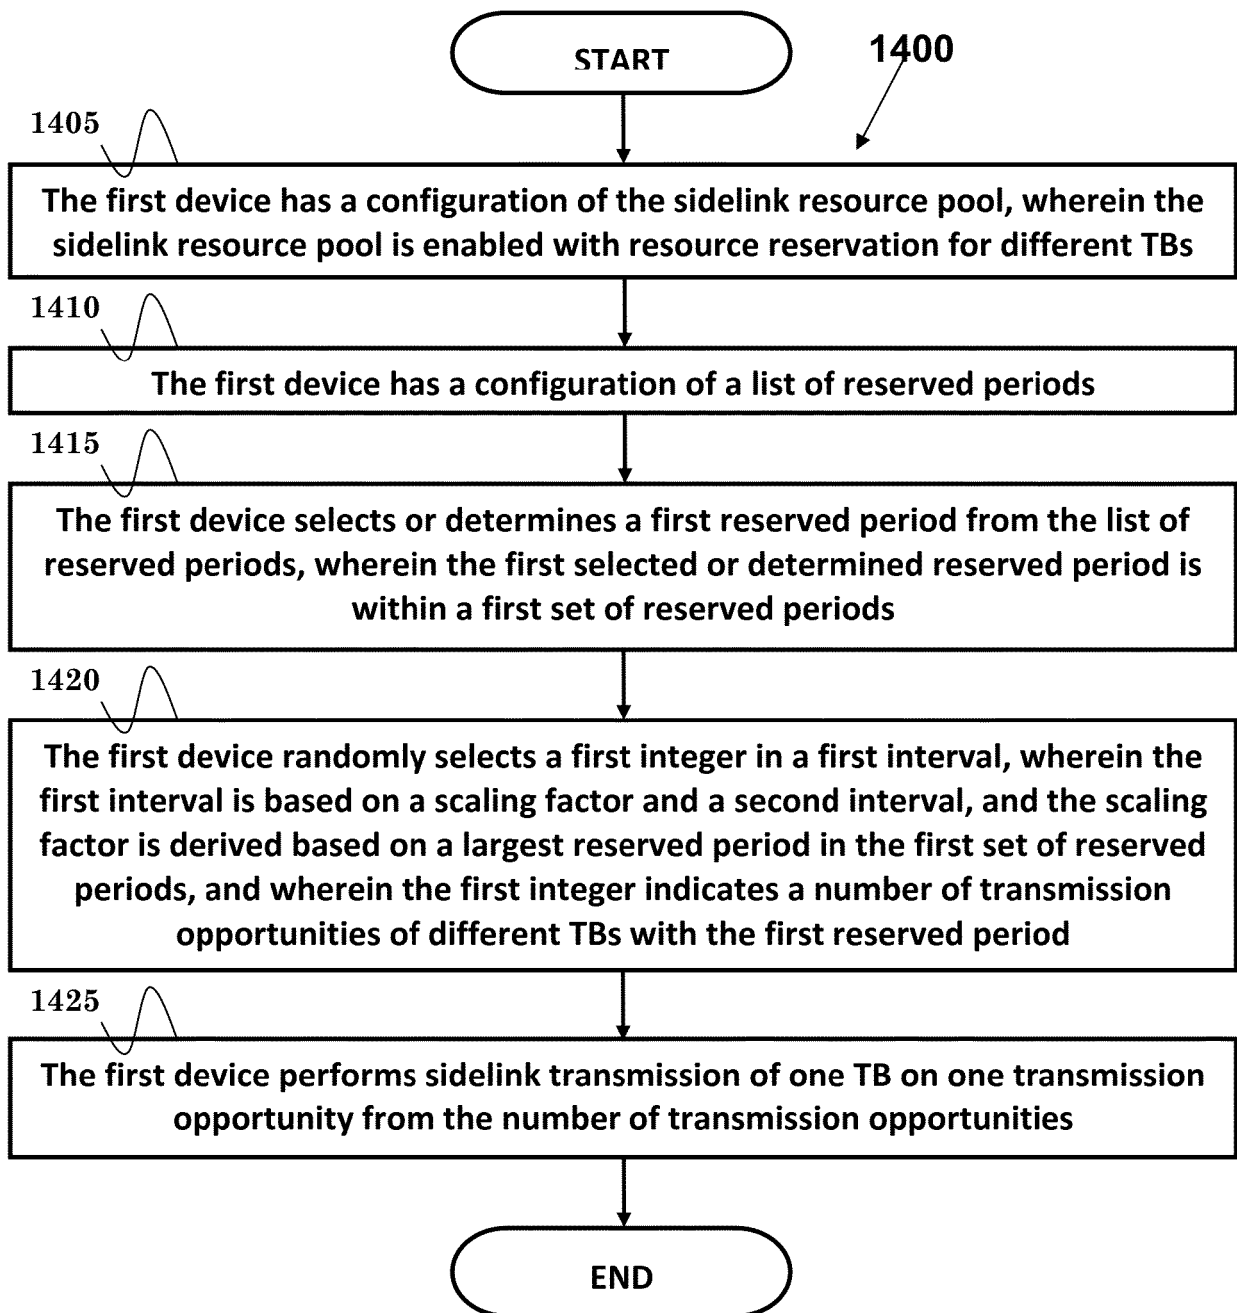 START
1400
1405
The first device has a configuration of the sidelink resource pool, wherein the
sidelink resource pool is enabled with resource reservation for different TBs
1410
The first device has a configuration of a list of reserved periods
1415
The first device selects or determines a first reserved period from the list of
reserved periods, wherein the first selected or determined reserved period is
within a first set of reserved periods
1420
The first device randomly selects a first integer in a first interval, wherein the
first interval is based on a scaling factor and a second interval, and the scaling
factor is derived based on a largest reserved period in the first set of reserved
periods, and wherein the first integer indicates a number of transmission
opportunities of different TBs with the first reserved period
1425
The first device performs sidelink transmission of one TB on one transmission
opportunity from the number of transmission opportunities
END